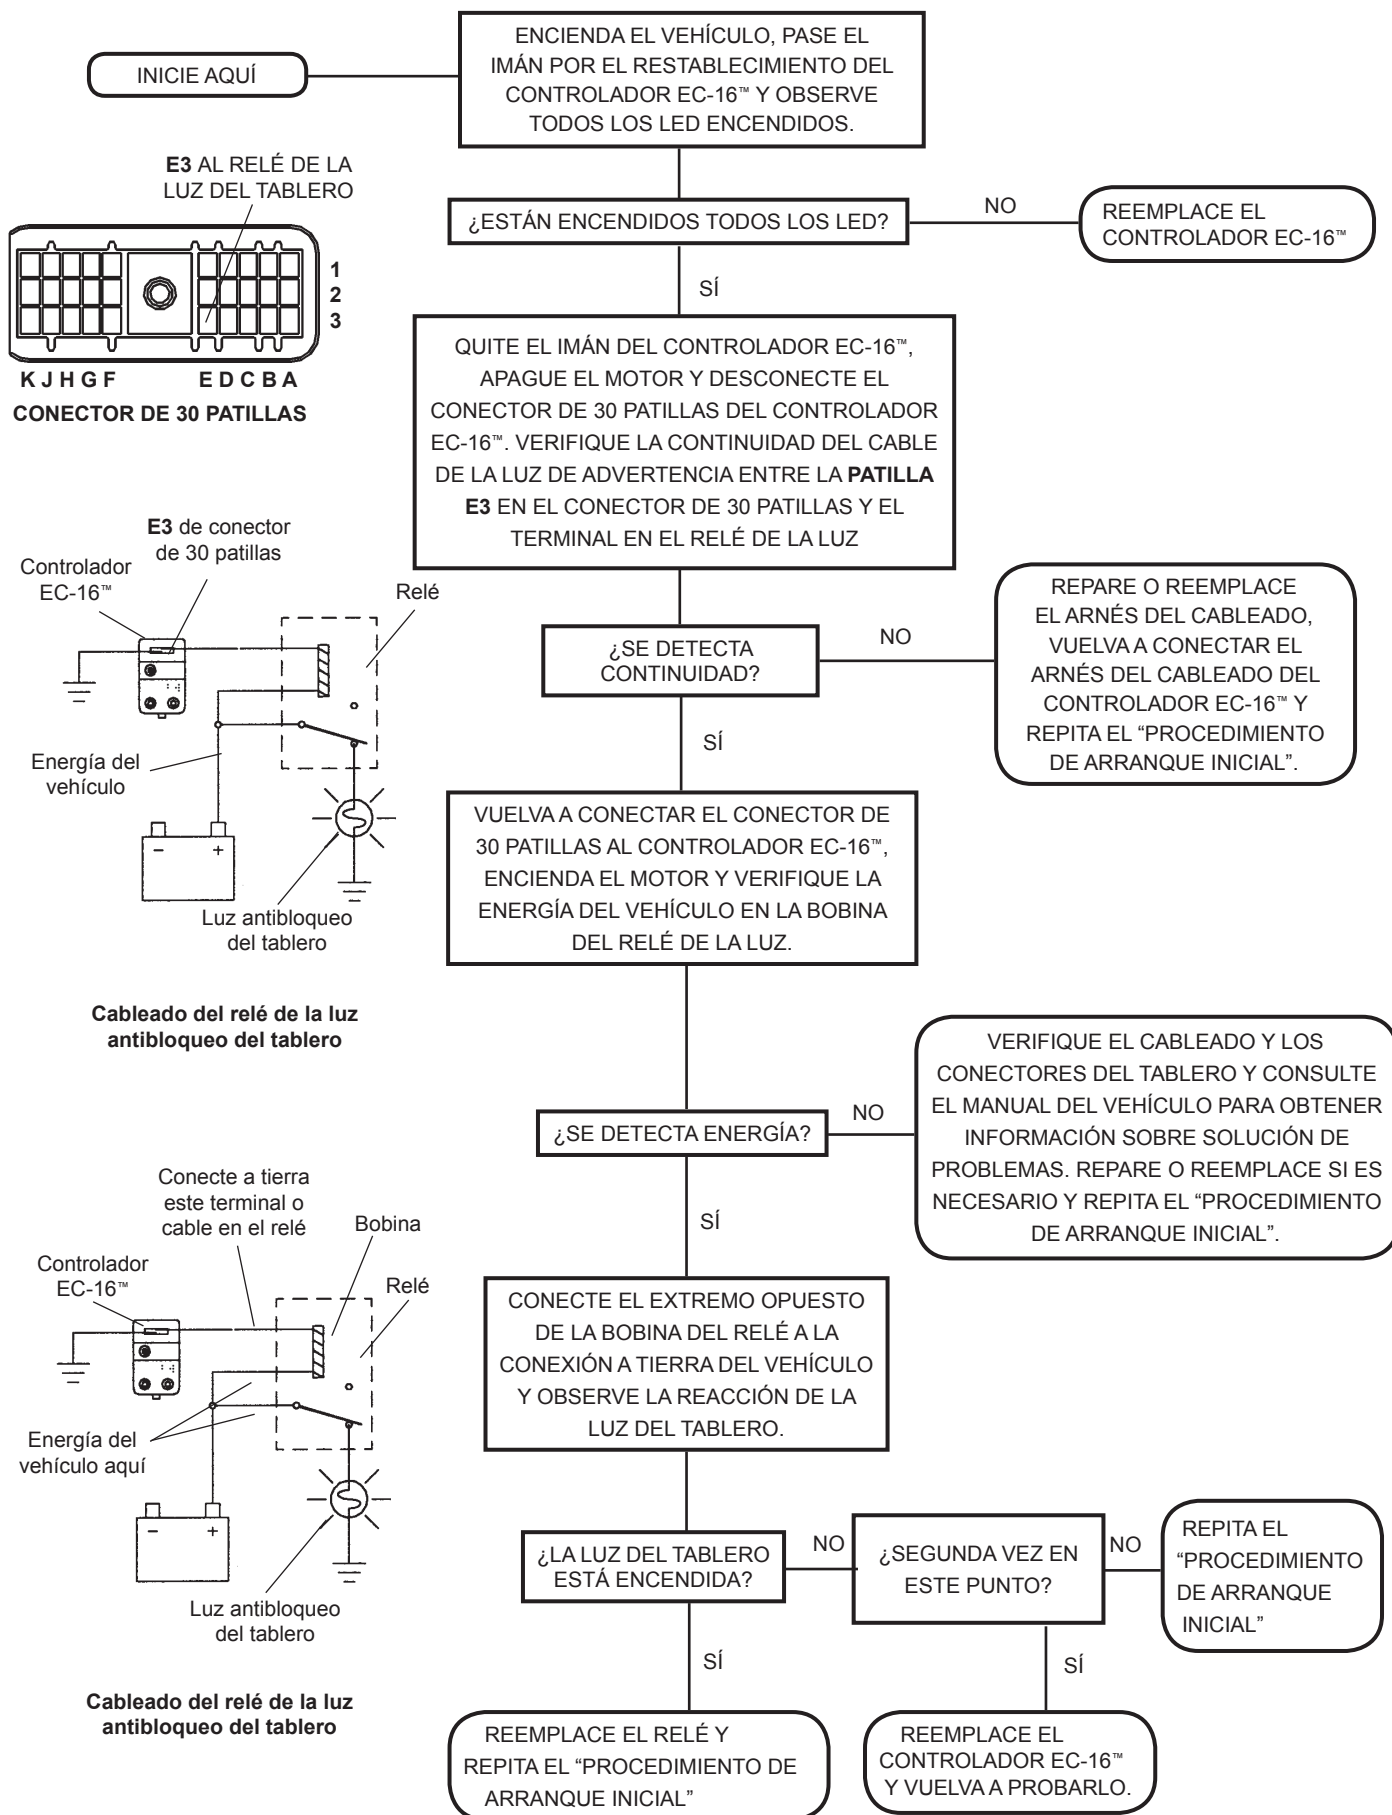 INICIE AQUÍ
ENCIENDA EL VEHÍCULO, PASE EL
IMÁN POR EL RESTABLECIMIENTO DEL
CONTROLADOR EC-16™ Y OBSERVE
TODOS LOS LED ENCENDIDOS.
E3 AL RELÉ DE LA
LUZ DEL TABLERO
1
2
3
K J H G F E D C B A
CONECTOR DE 30 PATILLAS
¿ESTÁN ENCENDIDOS TODOS LOS LED?
NO
REEMPLACE EL
CONTROLADOR EC-16™
SÍ
QUITE EL IMÁN DEL CONTROLADOR EC-16™,
APAGUE EL MOTOR Y DESCONECTE EL
CONECTOR DE 30 PATILLAS DEL CONTROLADOR
EC-16™. VERIFIQUE LA CONTINUIDAD DEL CABLE
DE LA LUZ DE ADVERTENCIA ENTRE LA PATILLA
E3 EN EL CONECTOR DE 30 PATILLAS Y EL
TERMINAL EN EL RELÉ DE LA LUZ
E3 de conector
de 30 patillas
Controlador
EC-16™
Relé
Energía del
vehículo
- +
Luz antibloqueo
del tablero
Cableado del relé de la luz
antibloqueo del tablero
¿SE DETECTA
CONTINUIDAD?
NO
REPARE O REEMPLACE
EL ARNÉS DEL CABLEADO,
VUELVA A CONECTAR EL
ARNÉS DEL CABLEADO DEL
CONTROLADOR EC-16™ Y
REPITA EL “PROCEDIMIENTO
DE ARRANQUE INICIAL”.
SÍ
VUELVA A CONECTAR EL CONECTOR DE
30 PATILLAS AL CONTROLADOR EC-16™,
ENCIENDA EL MOTOR Y VERIFIQUE LA
ENERGÍA DEL VEHÍCULO EN LA BOBINA
DEL RELÉ DE LA LUZ.
¿SE DETECTA ENERGÍA?
NO
VERIFIQUE EL CABLEADO Y LOS
CONECTORES DEL TABLERO Y CONSULTE
EL MANUAL DEL VEHÍCULO PARA OBTENER
INFORMACIÓN SOBRE SOLUCIÓN DE
PROBLEMAS. REPARE O REEMPLACE SI ES
NECESARIO Y REPITA EL “PROCEDIMIENTO
DE ARRANQUE INICIAL”.
SÍ
Conecte a tierra
este terminal o
cable en el relé
Bobina
Controlador
EC-16™
Relé
Energía del
vehículo aquí
- +
Luz antibloqueo
del tablero
Cableado del relé de la luz
antibloqueo del tablero
CONECTE EL EXTREMO OPUESTO
DE LA BOBINA DEL RELÉ A LA
CONEXIÓN A TIERRA DEL VEHÍCULO
Y OBSERVE LA REACCIÓN DE LA
LUZ DEL TABLERO.
¿LA LUZ DEL TABLERO
ESTÁ ENCENDIDA?
NO
¿SEGUNDA VEZ EN
ESTE PUNTO?
NO
REPITA EL
“PROCEDIMIENTO
DE ARRANQUE
INICIAL”
SÍ
SÍ
REEMPLACE EL RELÉ Y
REPITA EL “PROCEDIMIENTO DE
ARRANQUE INICIAL”
REEMPLACE EL
CONTROLADOR EC-16™
Y VUELVA A PROBARLO.